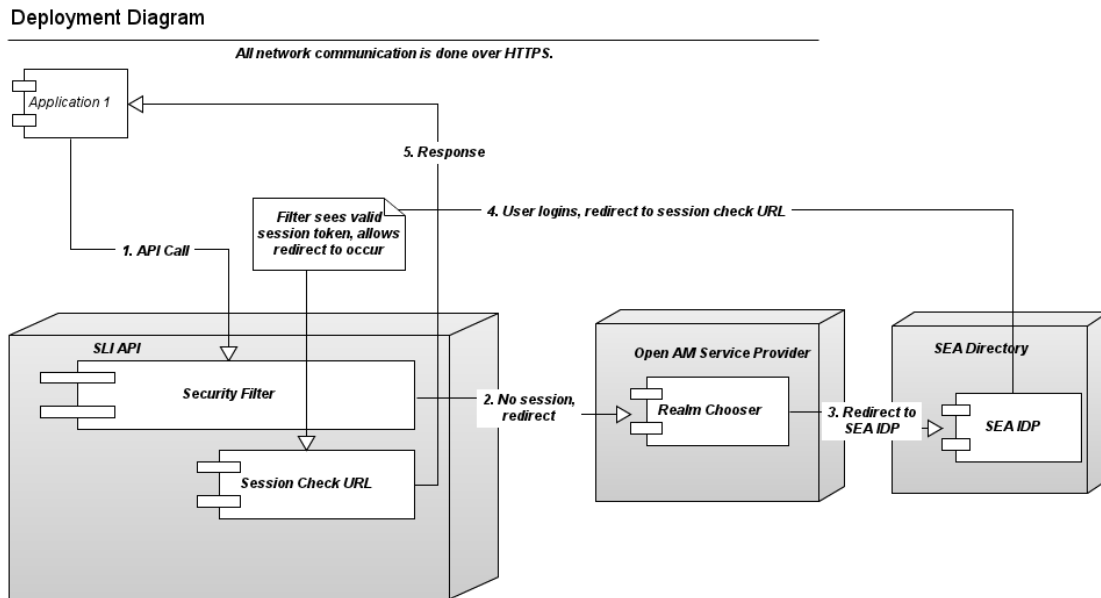 Deployment Diagram
All network communication is done over HTTPS.
Application 1
5. Response
Filter sees valid
session token, allows
redirect to occur
4. User logins, redirect to session check URL
1. API Call
SLI API
Security Filter
Session Check URL
2. No session,
redirect
Open AM Service Provider
Realm Chooser
3. Redirect to
SEA IDP
SEA Directory
SEA IDP